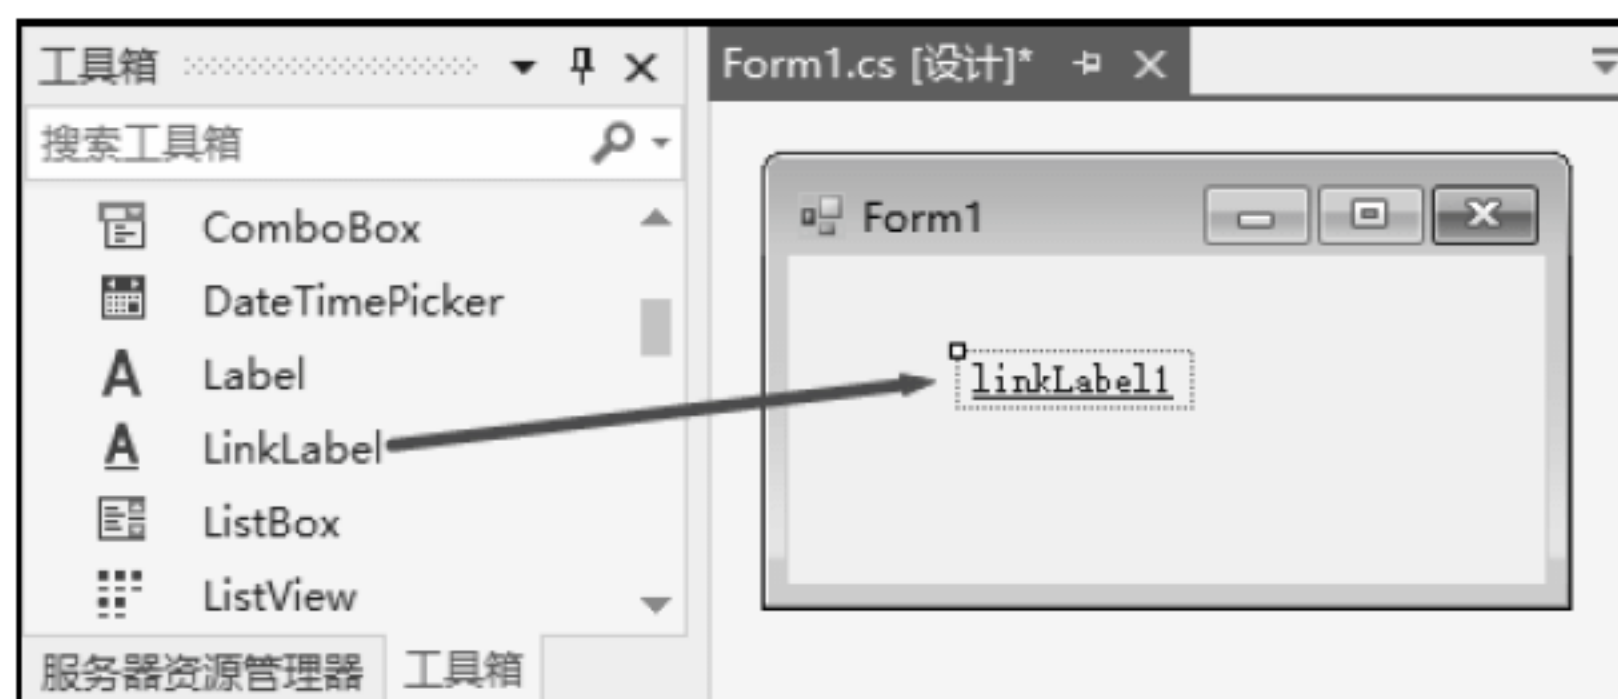 工具箱
搜索工具箱
ComboBox
DateTimePicker
Label
LinkLabel
ListBox
ListView
服务器资源管理器 工具箱
Form1.cs [设计]*
Form1
linkLabel1